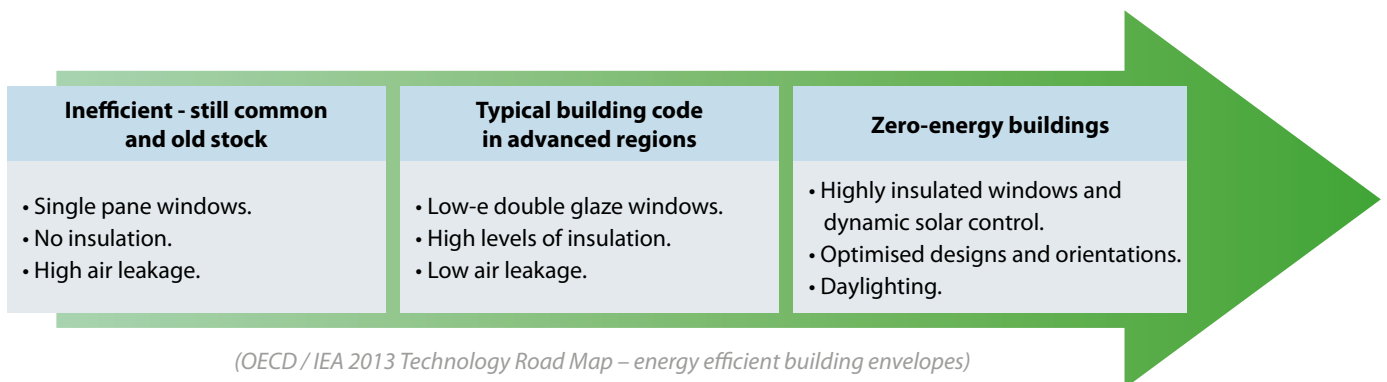 Inefficient - still common
and old stock
• Single pane windows.
• No insulation.
• High air leakage.
Typical building code
in advanced regions
• Low-e double glaze windows.
• High levels of insulation.
• Low air leakage.
Zero-energy buildings
• Highly insulated windows and
dynamic solar control.
• Optimised designs and orientations.
• Daylighting.
(OECD / IEA 2013 Technology Road Map – energy efficient building envelopes)